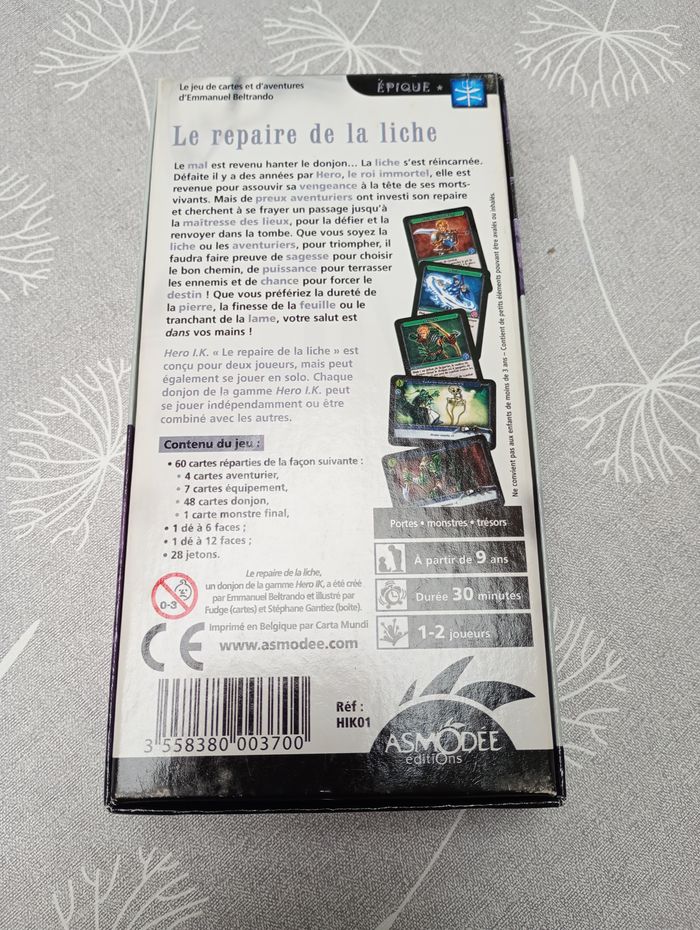 Le jeu de cartes et d'aventures
d'Emmanuel Beltrando
ÉPIQUE
Le repaire de la liche
Le mal est revenu hanter le donjon... La liche s'est réincarnée.
Défaite il y a des années par Hero, le roi immortel, elle est
revenue pour assouvir sa vengeance à la tête de ses morts-
vivants. Mais de preux aventuriers ont investi son repaire
et cherchent à se frayer un passage jusqu'à
la maîtresse des lieux, pour la défier et la
renvoyer dans la tombe. Que vous soyez la
liche ou les aventuriers, pour triompher, il
faudra faire preuve de sagesse pour choisir
le bon chemin, de puissance pour terrasser
les ennemis et de chance pour forcer le
destin ! Que vous préfériez la dureté de
la pierre, la finesse de la feuille ou le
tranchant de la lame, votre salut est
dans vos mains !
Hero I.K. « Le repaire de la liche » est
conçu pour deux joueurs, mais peut
également se jouer en solo. Chaque
donjon de la gamme Hero I.K. peut
se jouer indépendamment ou être
combiné avec les autres.
Contenu du jeu :
• 60 cartes réparties de la façon suivante :
• 4 cartes aventurier,
• 7 cartes équipement,
• 48 cartes donjon,
• 1 carte monstre final,
• 1 dé à 6 faces ;
• 1 dé à 12 faces ;
• 28 jetons.
Ne convient pas aux enfants de moins de 3 ans – Contient de petits éléments pouvant être avalés ou inhalés.
Portes • monstres • trésors
À partir de 9 ans
Durée 30 minutes
1-2 joueurs
0-3
Le repaire de la liche,
un donjon de la gamme Hero IK, a été créé
par Emmanuel Beltrando et illustré par
Fudge (cartes) et Stéphane Gantiez (boîte).
CE
Imprimé en Belgique par Carta Mundi
www.asmodee.com
3 558380 003700
Réf :
HIK01
ASMODEE
éditiOns